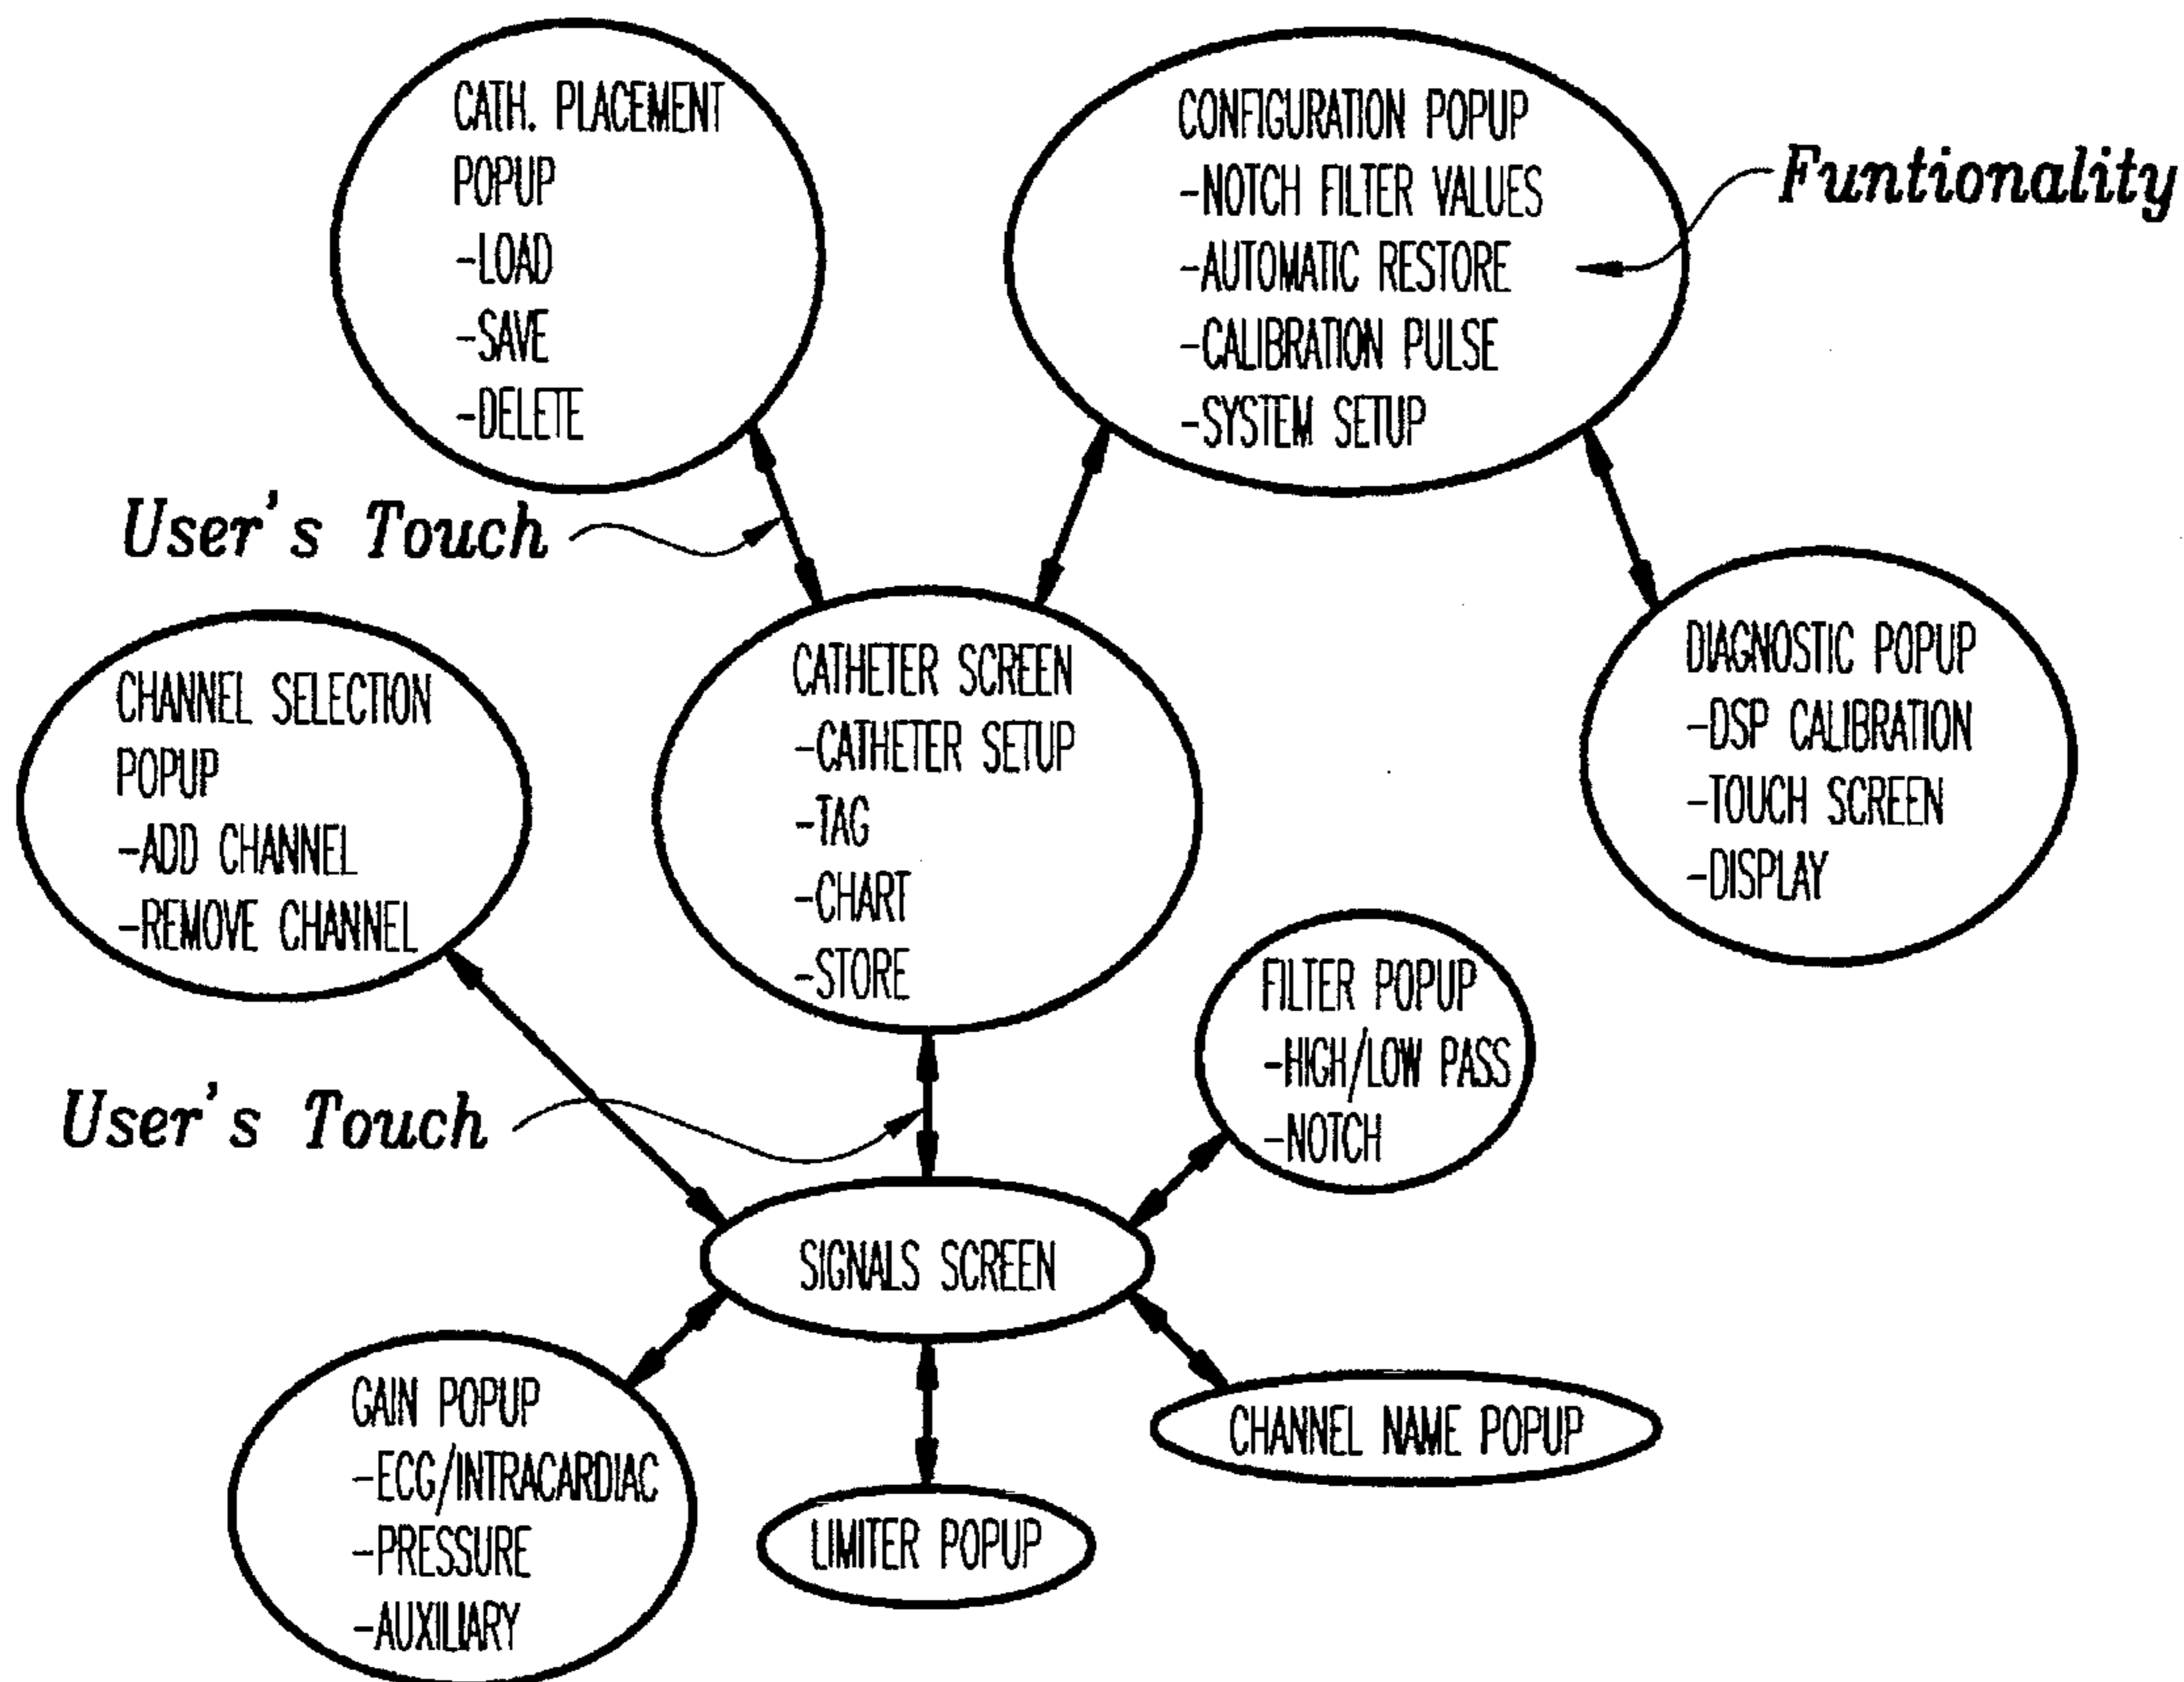 CATH. PLACEMENT
POPUP
-LOAD
-SAVE
-DELETE
CONFIGURATION POPUP
-NOTCH FILTER VALUES
-AUTOMATIC RESTORE
-CALIBRATION PULSE
-SYSTEM SETUP
Funtionality
User's Touch
CHANNEL SELECTION
POPUP
-ADD CHANNEL
-REMOVE CHANNEL
CATHETER SCREEN
-CATHETER SETUP
-TAG
-CHART
-STORE
DIAGNOSTIC POPUP
-DSP CALIBRATION
-TOUCH SCREEN
-DISPLAY
FILTER POPUP
-HIGH/LOW PASS
-NOTCH
User's Touch
SIGNALS SCREEN
GAIN POPUP
-ECG/INTRACARDIAC
-PRESSURE
-AUXILIARY
LIMITER POPUP
CHANNEL NAME POPUP